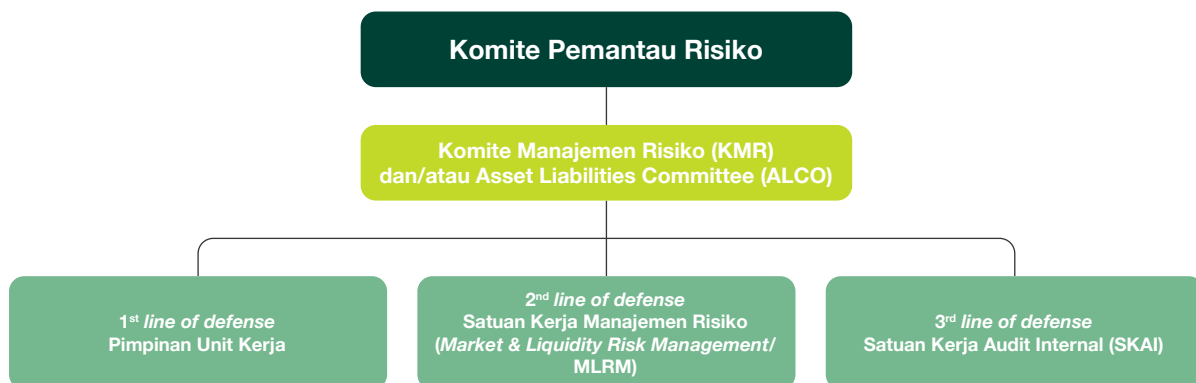 Komite Pemantau Risiko
Komite Manajemen Risiko (KMR)
dan/atau Asset Liabilities Committee (ALCO)
1st line of defense
Pimpinan Unit Kerja
2nd line of defense
Satuan Kerja Manajemen Risiko
(Market & Liquidity Risk Management/
MLRM)
3rd line of defense
Satuan Kerja Audit Internal (SKAI)